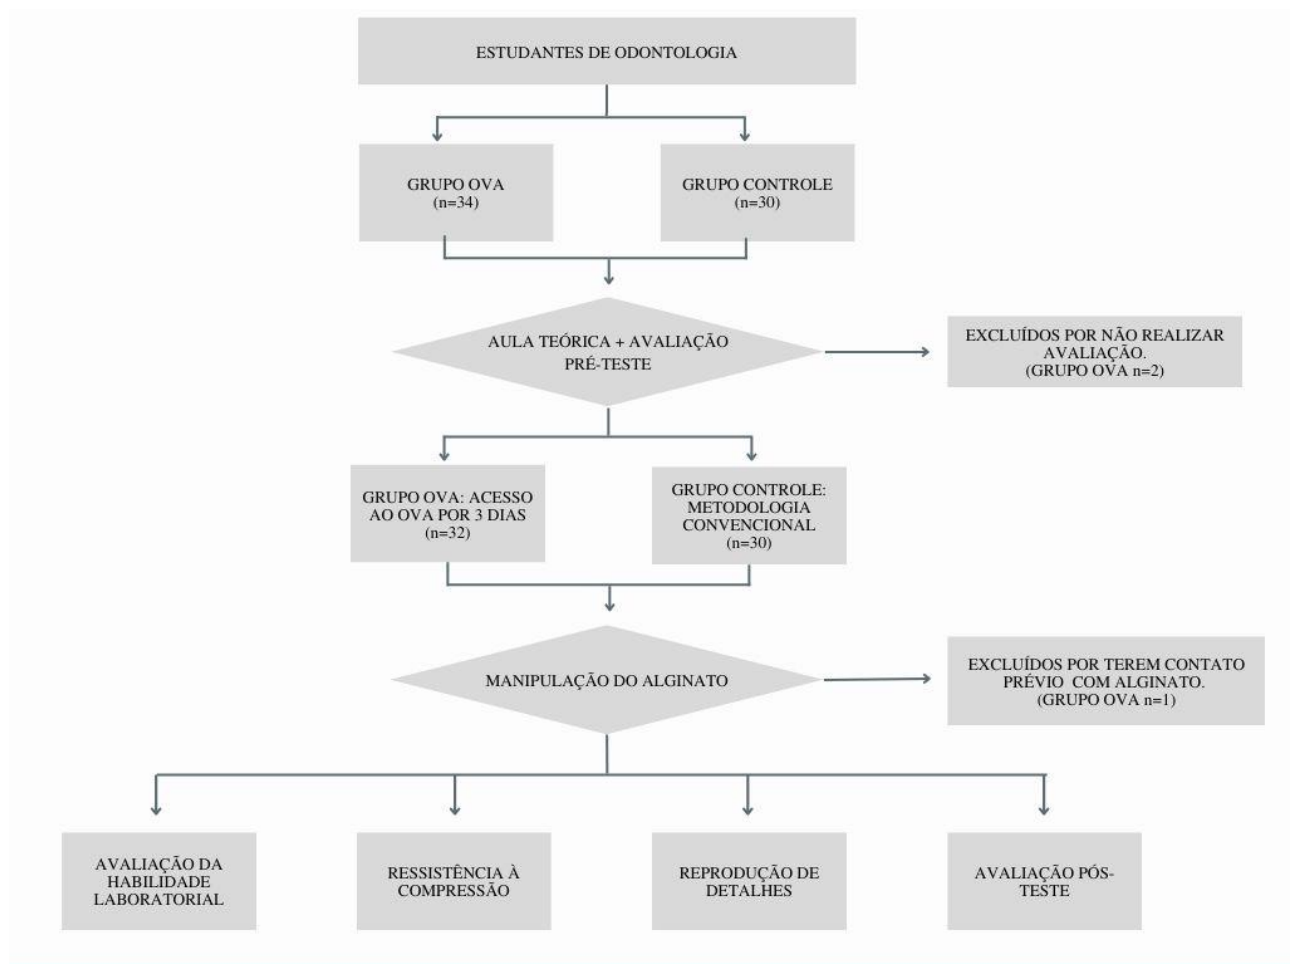 ESTUDANTES DE ODONTOLOGIA
GRUPO OVA
(n=34)
GRUPO CONTROLE
(n=30)
AULA TEÓRICA + AVALIAÇÃO
PRÉ-TESTE
EXCLUÍDOS POR NÃO REALIZAR
AVALIAÇÃO.
(GRUPO OVA n=2)
GRUPO OVA: ACESSO
AO OVA POR 3 DIAS
(n=32)
GRUPO CONTROLE:
METODOLOGIA
CONVENCIONAL
(n=30)
MANIPULAÇÃO DO ALGINATO
EXCLUÍDOS POR TEREM CONTATO
PRÉVIO COM ALGINATO.
(GRUPO OVA n=1)
AVALIAÇÃO DA
HABILIDADE
LABORATORIAL
RESSISTÊNCIA À
COMPRESSÃO
REPRODUÇÃO DE
DETALHES
AVALIAÇÃO PÓS-
TESTE